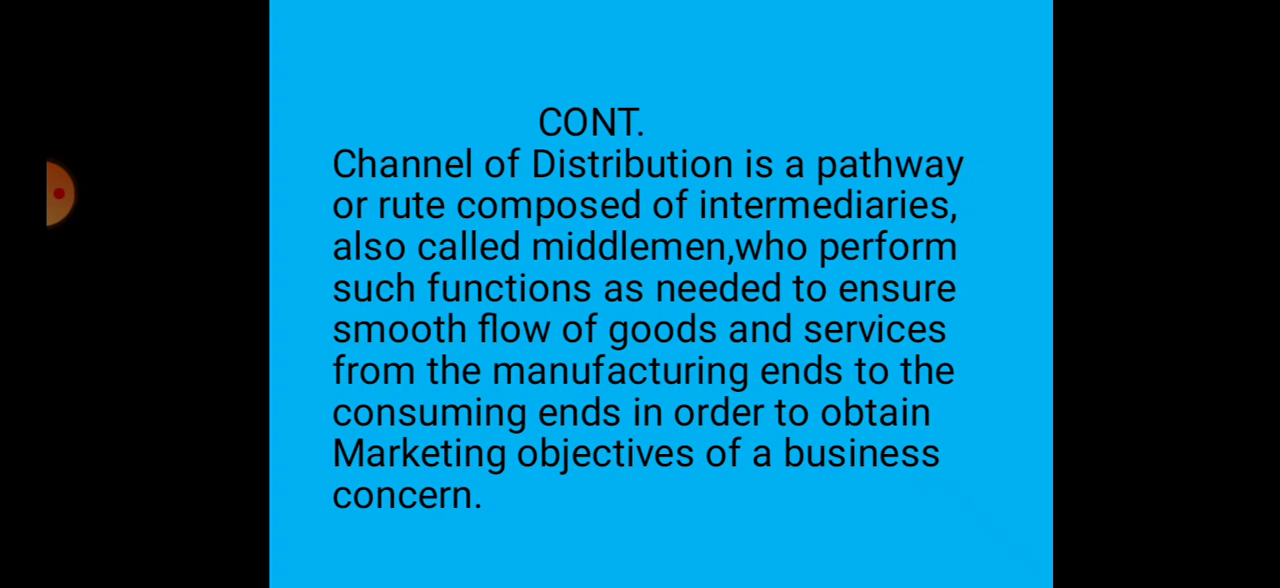 CONT.
Channel of Distribution is a pathway
or rute composed of intermediaries,
also called middlemen,who perform
such functions as needed to ensure
smooth flow of goods and services
from the manufacturing ends to the
consuming ends in order to obtain
Marketing objectives of a business
concern.